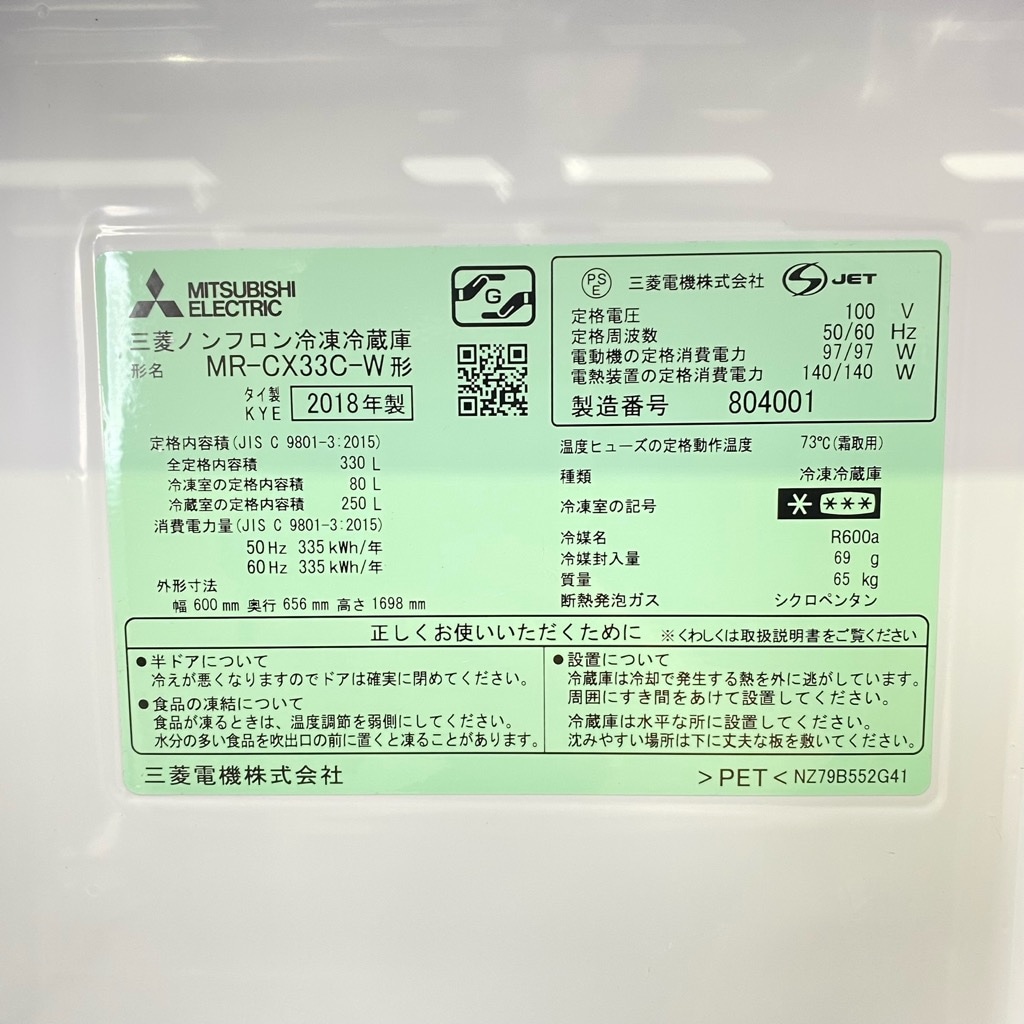 MITSUBISHI
ELECTRIC
G
三菱ノンフロン冷凍冷蔵庫
形名 MR-CX33C-W形
タイ製
KYE 2018年製
定格内容積(JIS C 9801-3:2015)
全定格内容積 330 L
冷凍室の定格内容積 80 L
冷蔵室の定格内容積 250 L
消費電力量(JIS C 9801-3:2015)
50Hz 335kWh/年
60Hz 335kWh/年
外形寸法
幅 600mm 奥行 656mm 高さ 1698mm
PSE 三菱電機株式会社 JET
定格電圧 100 V
定格周波数 50/60 Hz
電動機の定格消費電力 97/97 W
電熱装置の定格消費電力 140/140 W
製造番号 804001
温度ヒューズの定格動作温度 73℃(霜取用)
種類 冷凍冷蔵庫
冷凍室の記号 * ***
冷媒名 R600a
冷媒封入量 69 g
質量 65 kg
断熱発泡ガス シクロペンタン
正しくお使いいただくために ※くわしくは取扱説明書をご覧ください
●半ドアについて
冷えが悪くなりますのでドアは確実に閉めてください。
●食品の凍結について
食品が凍るときは、温度調節を弱側にしてください。
水分の多い食品を吹出口の前に置くと凍ることがあります。
●設置について
冷蔵庫は冷却で発生する熱を外に逃がしています。
周囲にすき間をあけて設置してください。
冷蔵庫は水平な所に設置してください。
沈みやすい場所は下に丈夫な板を敷いてください。
三菱電機株式会社
>PET< NZ79B552G41